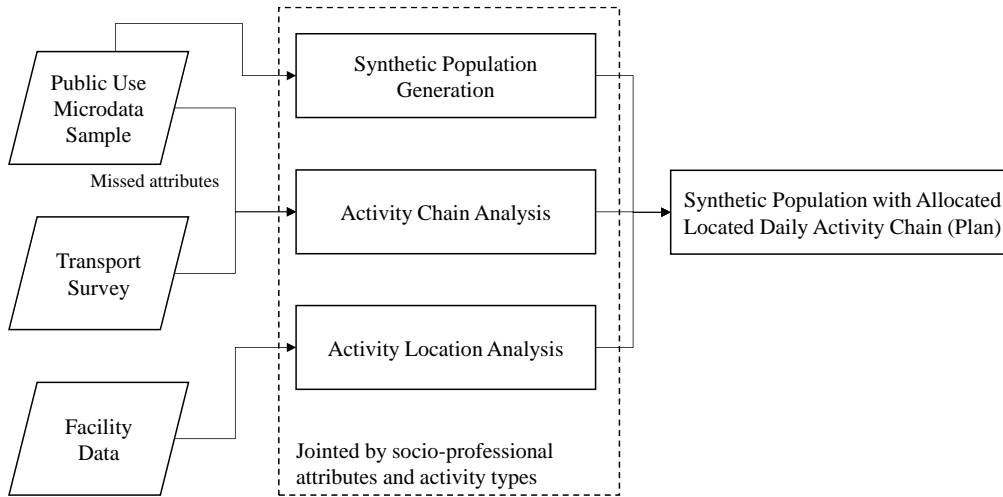 Public Use
Microdata
Sample
Missed attributes
Transport
Survey
Facility
Data
Synthetic Population
Generation
Activity Chain Analysis
Activity Location Analysis
Jointed by socio-professional
attributes and activity types
Synthetic Population with Allocated
Located Daily Activity Chain (Plan)